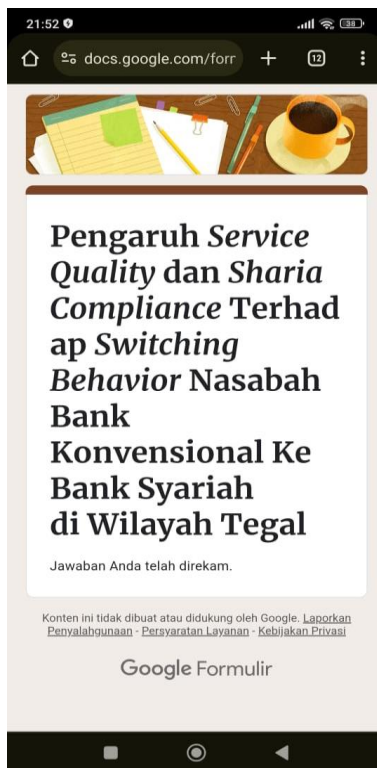 21:52
38
docs.google.com/forr
12
Pengaruh Service
Quality dan Sharia
Compliance Terhad
ap Switching
Behavior Nasabah
Bank
Konvensional Ke
Bank Syariah
di Wilayah Tegal
Jawaban Anda telah direkam.
Konten ini tidak dibuat atau didukung oleh Google. Laporkan
Penyalahgunaan - Persyaratan Layanan - Kebijakan Privasi
Google Formulir